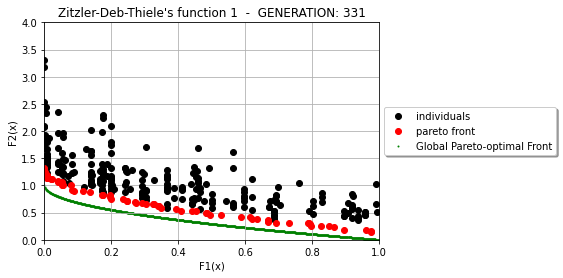 Zitzler-Deb-Thiele's function 1 - GENERATION: 331
4.0
3.5
3.0
2.5
2.0
1.5
1.0
0.5
0.0
F2(x)
0.0 0.2 0.4 0.6 0.8 1.0
F1(x)
individuals
pareto front
Global Pareto-optimal Front